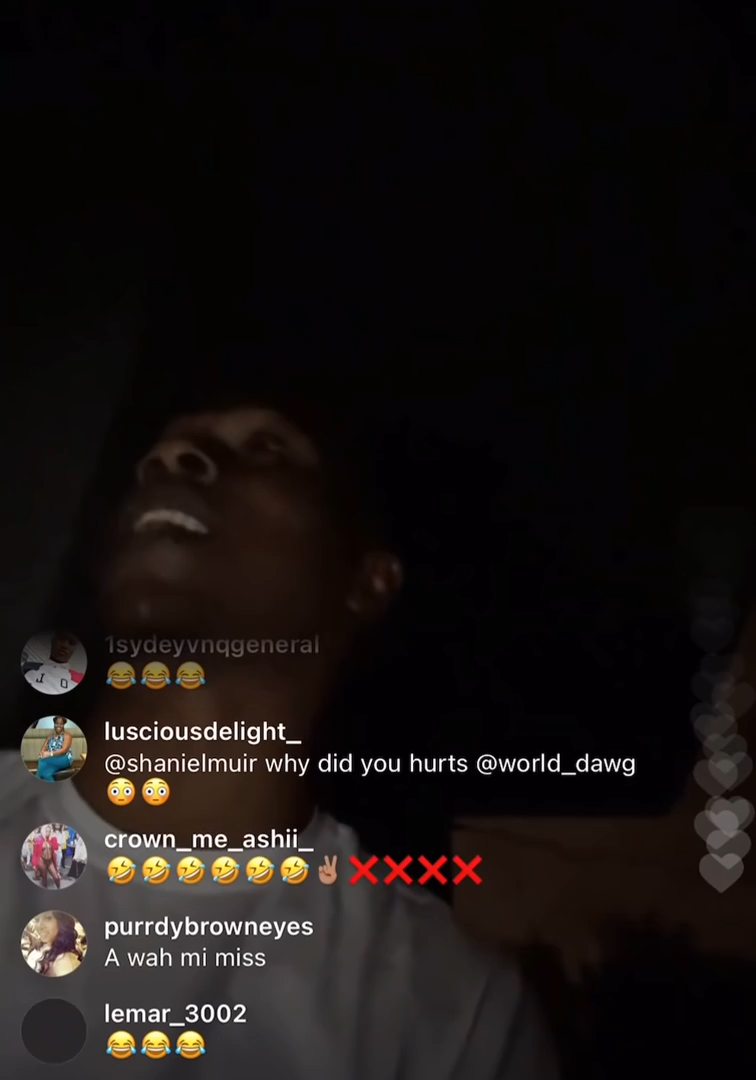 1sydeyvnqgeneral
😂😂😂
lusciousdelight_
@shanielmuir why did you hurts @world_dawg
😳😳
crown_me_ashii_
🤣🤣🤣🤣🤣🤣✌🏽❌❌❌❌
purrdybrowneyes
A wah mi miss
lemar_3002
😂😂😂